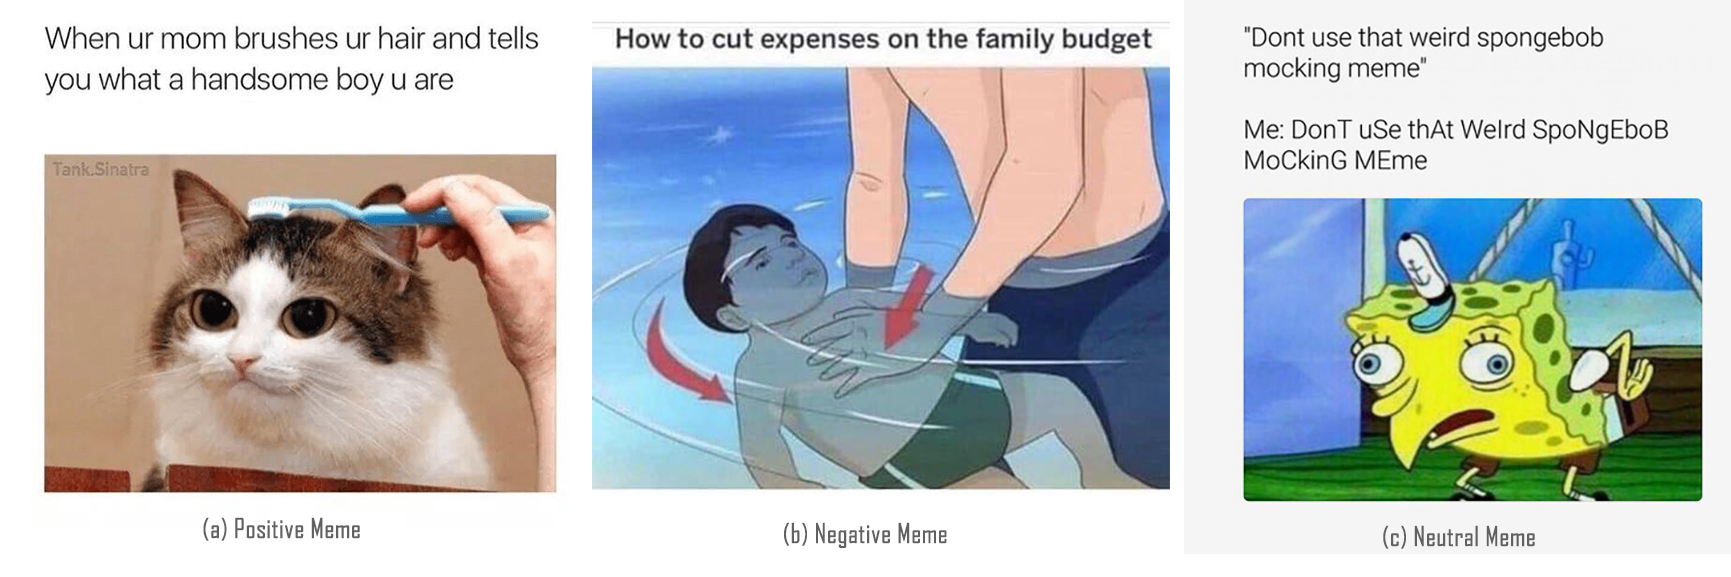 When ur mom brushes ur hair and tells
you what a handsome boy u are
Tank.Sinatra
(a) Positive Meme
How to cut expenses on the family budget
(b) Negative Meme
"Dont use that weird spongebob
mocking meme"
Me: DonT uSe thAt WeIrd SpoNgEboB
MoCkinG MEme
(c) Neutral Meme